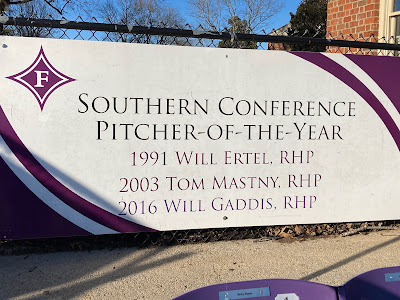 F
SOUTHERN CONFERENCE
PITCHER-OF-THE-YEAR
1991 WILL ERTEL, RHP
2003 TOM MASTNY, RHP
2016 WILL GADDIS, RHP